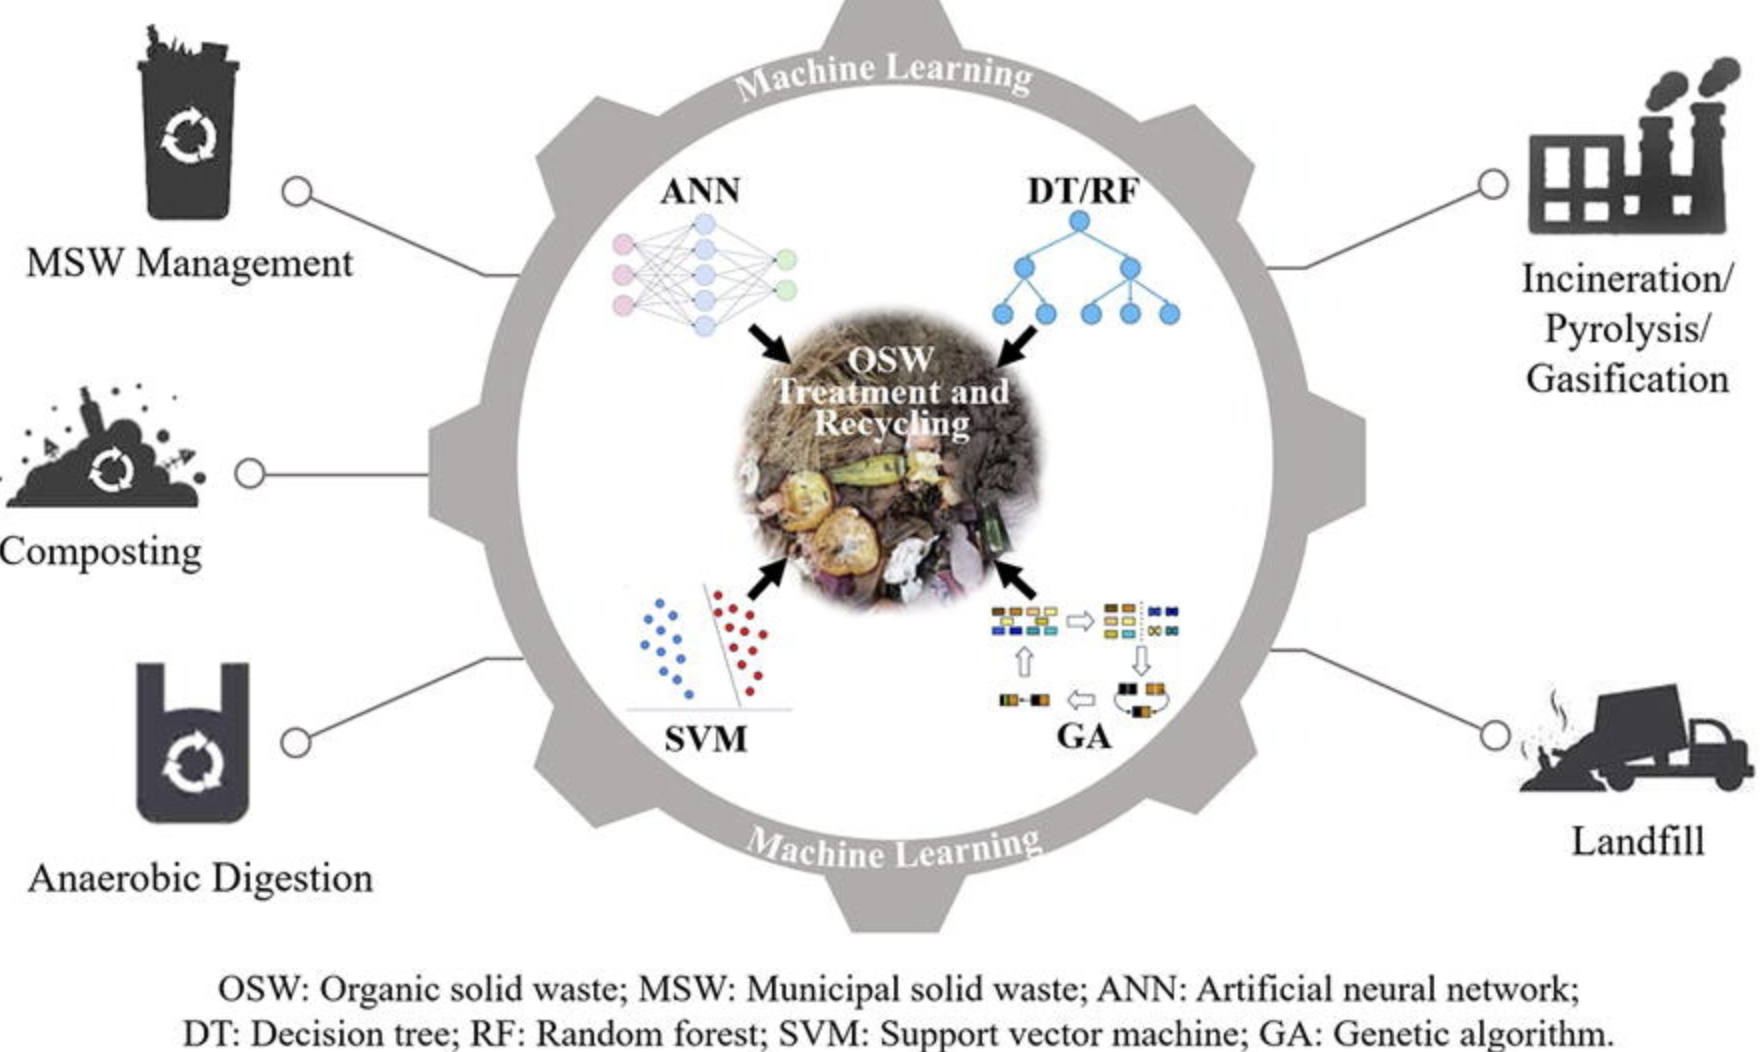 Machine Learning
ANN
DT/RF
MSW Management
Incineration/
Pyrolysis/
Gasification
OSW
Treatment and
Recycling
Composting
SVM
GA
Anaerobic Digestion
Landfill
Machine Learning
OSW: Organic solid waste; MSW: Municipal solid waste; ANN: Artificial neural network;
DT: Decision tree; RF: Random forest; SVM: Support vector machine; GA: Genetic algorithm.